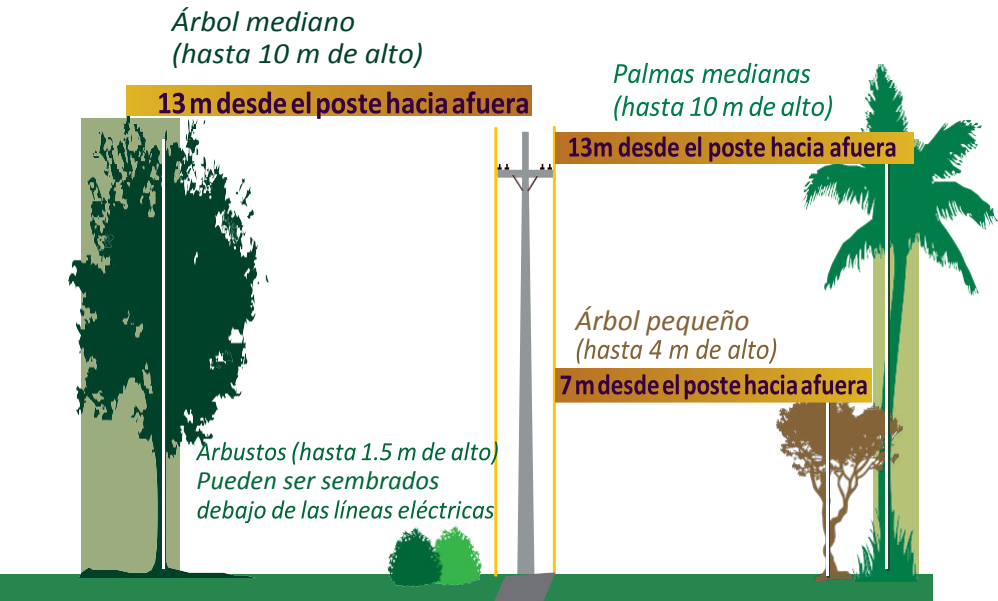 Árbol mediano
(hasta 10 m de alto)
13 m desde el poste hacia afuera
Palmas medianas
(hasta 10 m de alto)
13m desde el poste hacia afuera
Árbol pequeño
(hasta 4 m de alto)
7 m desde el poste hacia afuera
Arbustos (hasta 1.5 m de alto)
Pueden ser sembrados
debajo de las líneas eléctricas